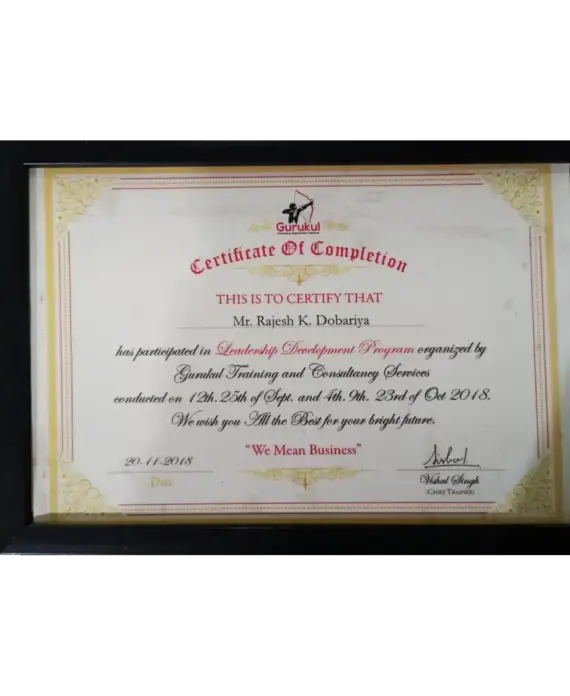 Gurukul
Certificate Of Completion
THIS IS TO CERTIFY THAT
Mr. Rajesh K. Dobariya
has participated in Leadership Development Program organized by
Gurukul Training and Consultancy Services
conducted on 12th, 25th of Sept. and 4th, 9th, 23rd of Oct 2018.
We wish you All the Best for your bright future.
"We Mean Business"
20-11-2018
Date
Vishal Singh
(CHIEF TRAINER)